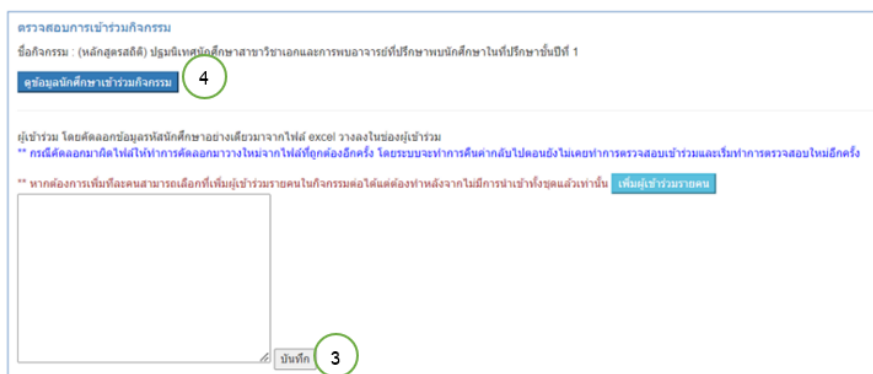 ตรวจสอบการเข้าร่วมกิจกรรม
ชื่อกิจกรรม : (หลักสูตรสถิติ) ปฐมนิเทศนักศึกษาสาขาวิชาเอกและการพบอาจารย์ที่ปรึกษาพบนักศึกษาในที่ปรึกษาชั้นปีที่ 1
ดูข้อมูลนักศึกษาเข้าร่วมกิจกรรม 4
ผู้เข้าร่วม โดยคัดลอกข้อมูลรหัสนักศึกษาอย่างเดียวมาจากไฟล์ excel วางลงในช่องผู้เข้าร่วม
** กรณีคัดลอกมาผิดไฟล์ให้ทำการคัดลอกมาวางใหม่จากไฟล์ที่ถูกต้องอีกครั้ง โดยระบบจะทำการคืนค่ากลับไปตอนยังไม่เคยทำการตรวจสอบเข้าร่วมและเริ่มทำการตรวจสอบใหม่อีกครั้ง
** หากต้องการเพิ่มทีละคนสามารถเลือกที่เพิ่มผู้เข้าร่วมรายคนในกิจกรรมต่อได้แต่ต้องทำหลังจากไม่มีการนำเข้าทั้งชุดแล้วเท่านั้น เพิ่มผู้เข้าร่วมรายคน
บันทึก 3